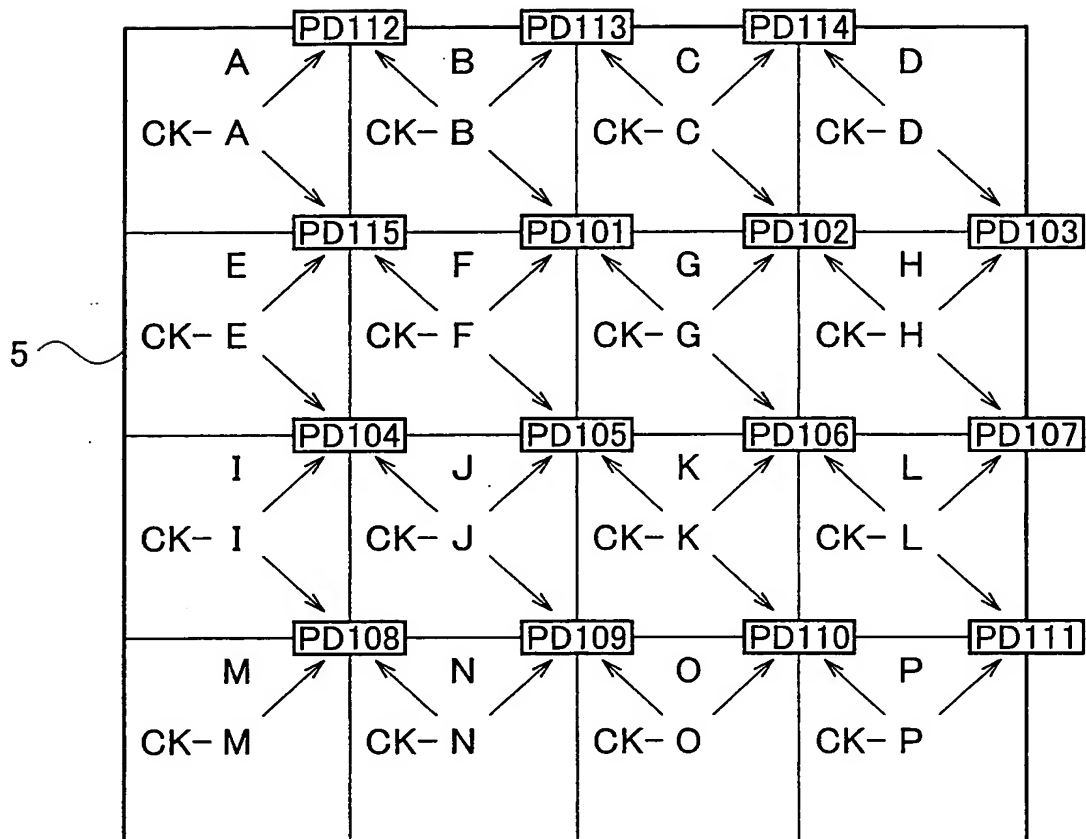 PD112 PD113 PD114
A B C D
CK-A CK-B CK-C CK-D
PD115 PD101 PD102 PD103
E F G H
CK-E CK-F CK-G CK-H
5
PD104 PD105 PD106 PD107
I J K L
CK-I CK-J CK-K CK-L
PD108 PD109 PD110 PD111
M N O P
CK-M CK-N CK-O CK-P